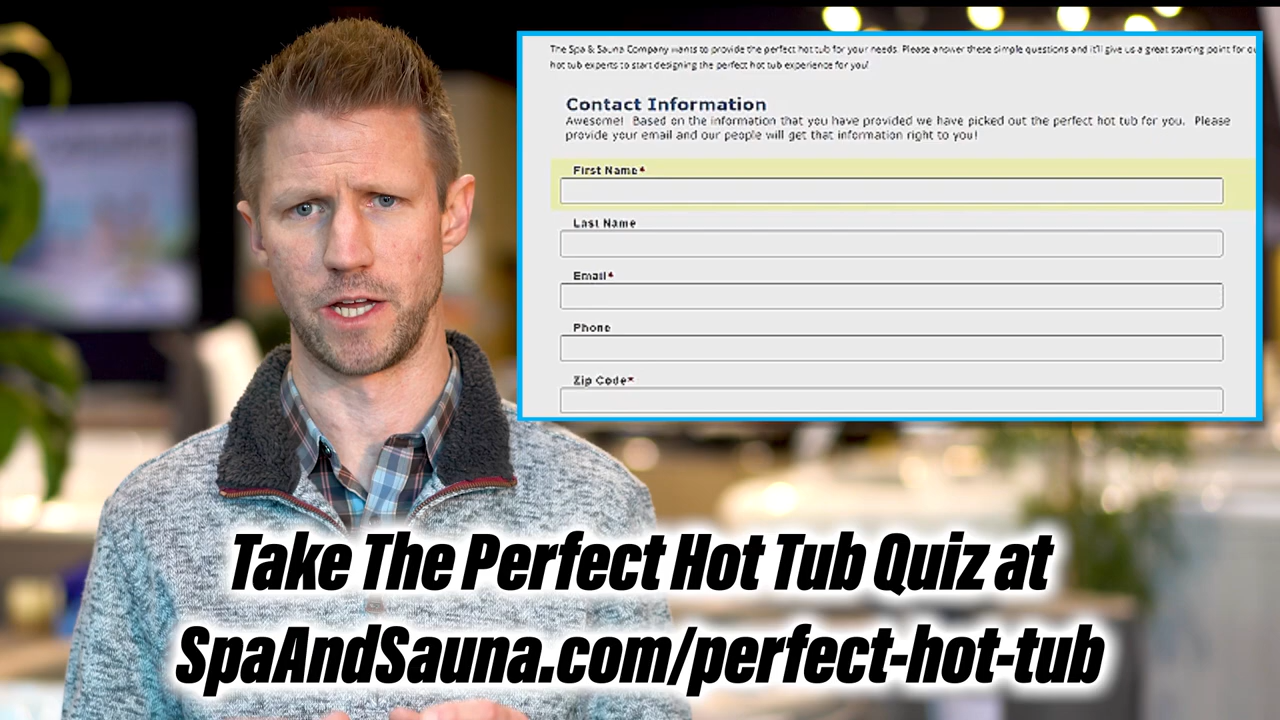 The Spa & Sauna Company wants to provide the perfect hot tub for your needs. Please answer these simple questions and it'll give us a great starting point for
hot tub experts to start designing the perfect hot tub experience for you!
Contact Information
Awesome! Based on the information that you have provided we have picked out the perfect hot tub for you. Please
provide your email and our people will get that information right to you!
First Name*
Last Name
Email*
Phone
Zip Code*
Take The Perfect Hot Tub Quiz at
SpaAndSauna.com/perfect-hot-tub